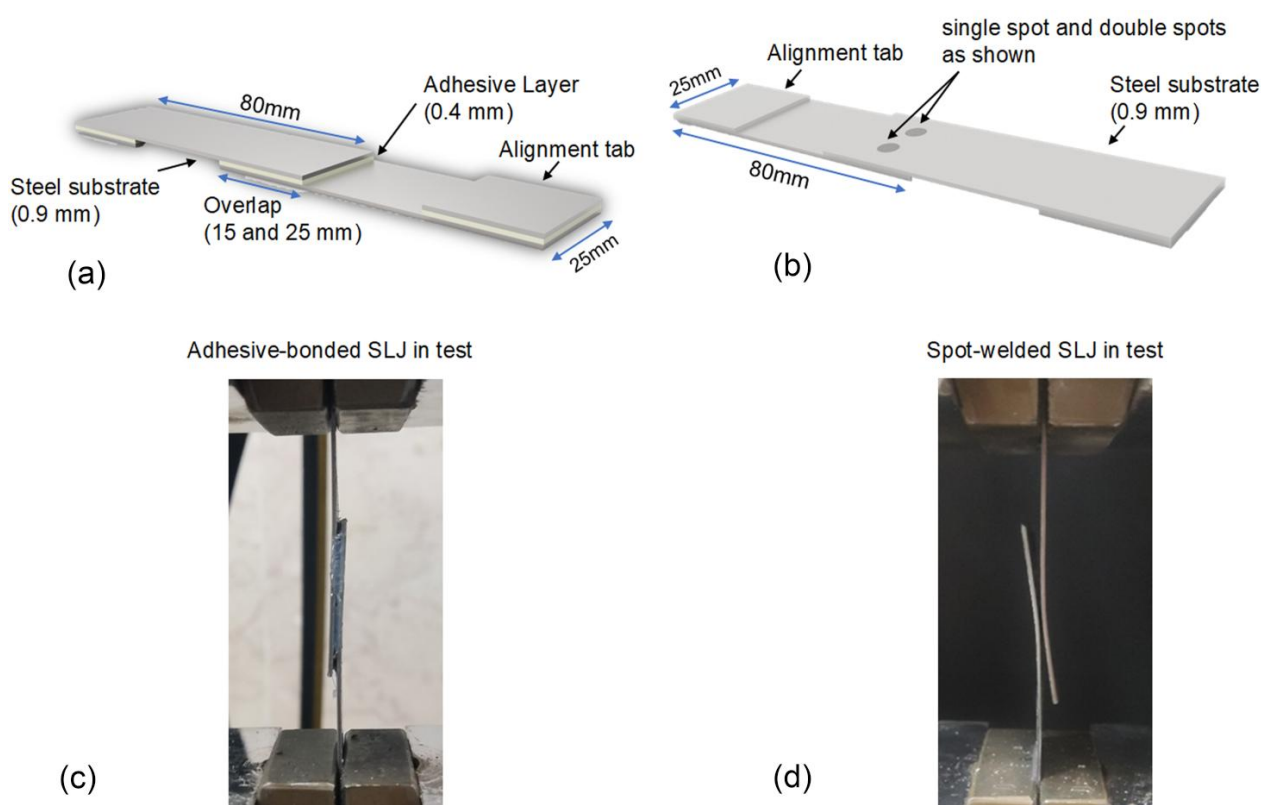 80mm
Adhesive Layer
(0.4 mm)
Alignment tab
Steel substrate
(0.9 mm)
Overlap
(15 and 25 mm)
25mm
(a)
single spot and double spots
as shown
Alignment tab
25mm
Steel substrate
(0.9 mm)
80mm
(b)
Adhesive-bonded SLJ in test
(c)
Spot-welded SLJ in test
(d)